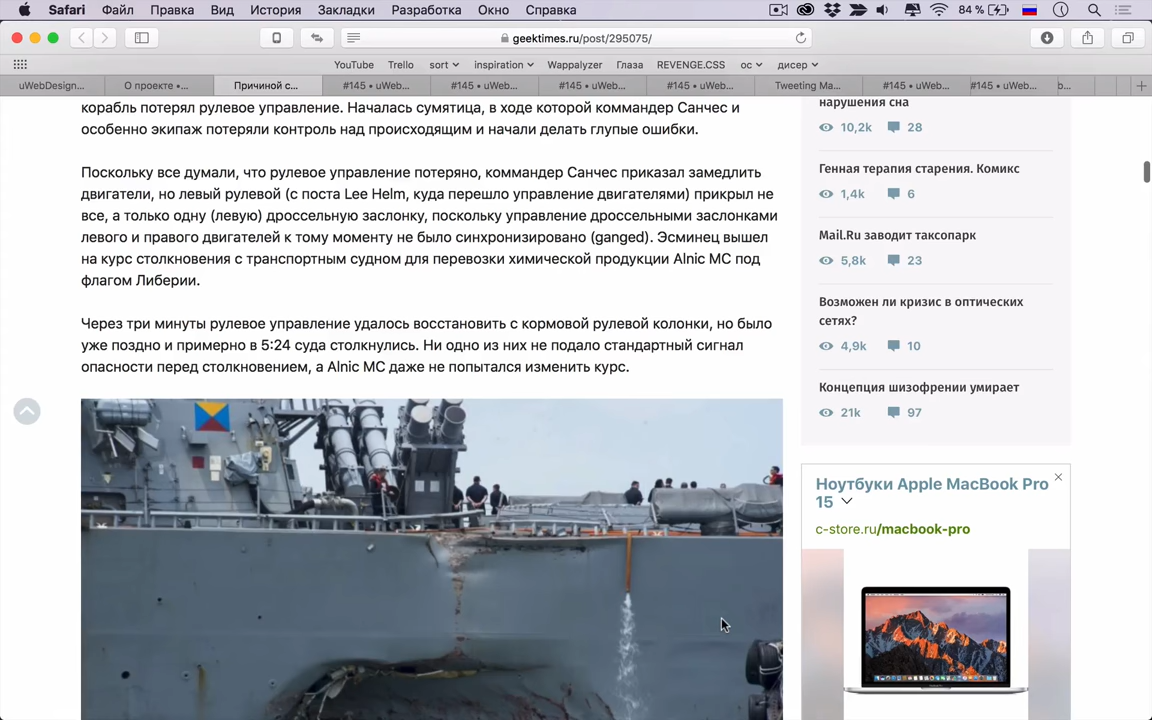 Safari Файл Правка Вид История Закладки Разработка Окно Справка 84 %
geektimes.ru/post/295075/
YouTube Trello sort inspiration Wappalyzer Глаза REVENGE.CSS ос дисер
uWebDesign... О проекте •... Причиной с... #145 • uWeb... #145 • uWeb... #145 • uWeb... #145 • uWeb... Tweeting Ma... #145 • uWeb... #145 • uWeb... b...
корабль потерял рулевое управление. Началась сумятица, в ходе которой коммандер Санчес и
особенно экипаж потеряли контроль над происходящим и начали делать глупые ошибки.
Поскольку все думали, что рулевое управление потеряно, коммандер Санчес приказал замедлить
двигатели, но левый рулевой (с поста Lee Helm, куда перешло управление двигателями) прикрыл не
все, а только одну (левую) дроссельную заслонку, поскольку управление дроссельными заслонками
левого и правого двигателей к тому моменту не было синхронизировано (ganged). Эсминец вышел
на курс столкновения с транспортным судном для перевозки химической продукции Alnic MC под
флагом Либерии.
Через три минуты рулевое управление удалось восстановить с кормовой рулевой колонки, но было
уже поздно и примерно в 5:24 суда столкнулись. Ни одно из них не подало стандартный сигнал
опасности перед столкновением, а Alnic MC даже не попытался изменить курс.
нарушения сна
10,2k 28
Генная терапия старения. Комикс
1,4k 6
Mail.Ru заводит таксопарк
5,8k 23
Возможен ли кризис в оптических
сетях?
4,9k 10
Концепция шизофрении умирает
21k 97
Ноутбуки Apple MacBook Pro
15
c-store.ru/macbook-pro